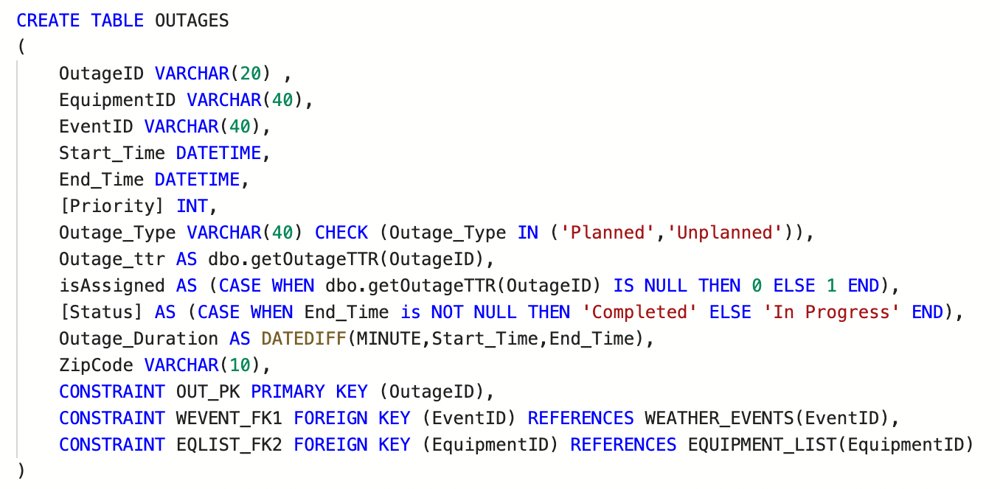 CREATE TABLE OUTAGES
(
OutageID VARCHAR(20) ,
EquipmentID VARCHAR(40),
EventID VARCHAR(40),
Start_Time DATETIME,
End_Time DATETIME,
[Priority] INT,
Outage_Type VARCHAR(40) CHECK (Outage_Type IN ('Planned','Unplanned')),
Outage_ttr AS dbo.getOutageTTR(OutageID),
isAssigned AS (CASE WHEN dbo.getOutageTTR(OutageID) IS NULL THEN 0 ELSE 1 END),
[Status] AS (CASE WHEN End_Time is NOT NULL THEN 'Completed' ELSE 'In Progress' END),
Outage_Duration AS DATEDIFF(MINUTE,Start_Time,End_Time),
ZipCode VARCHAR(10),
CONSTRAINT OUT_PK PRIMARY KEY (OutageID),
CONSTRAINT WEVENT_FK1 FOREIGN KEY (EventID) REFERENCES WEATHER_EVENTS(EventID),
CONSTRAINT EQLIST_FK2 FOREIGN KEY (EquipmentID) REFERENCES EQUIPMENT_LIST(EquipmentID)
)